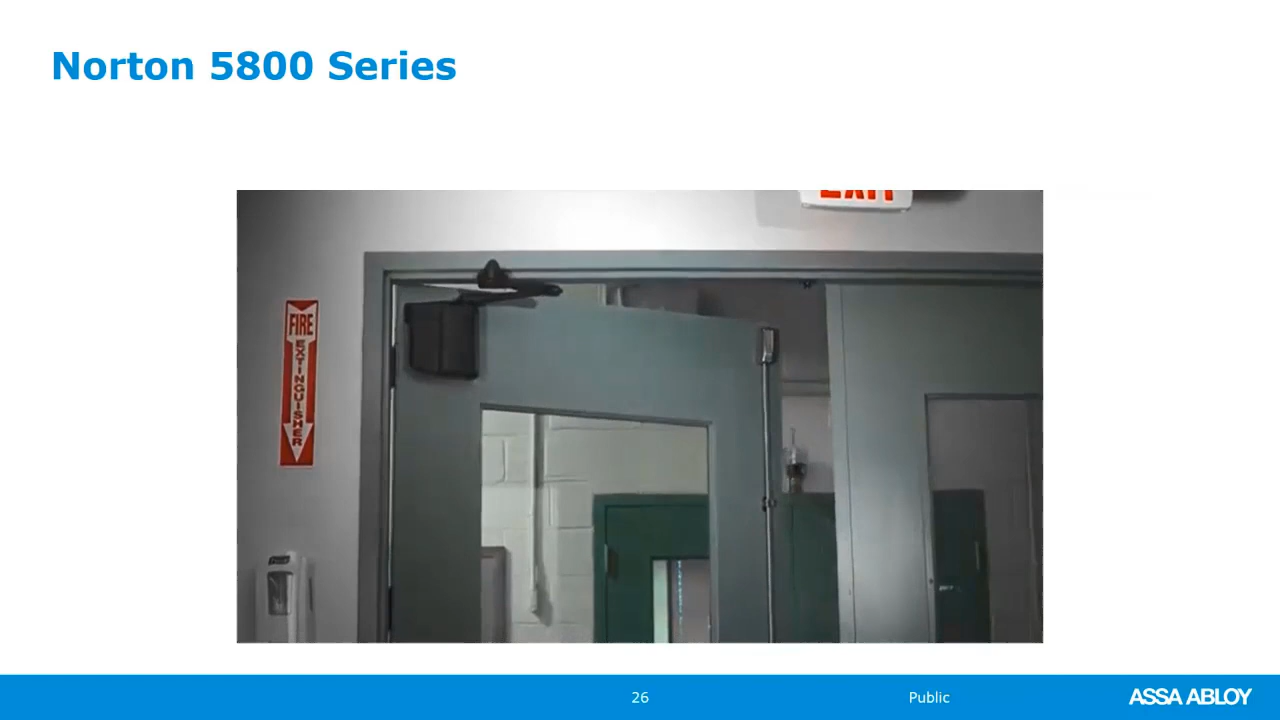 Norton 5800 Series
EXIT
FIRE
EXTINGUISHER
26
Public
ASSA ABLOY